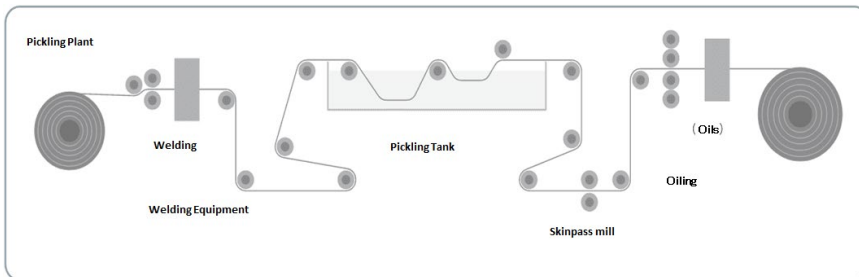 Pickling Plant
Welding
Pickling Tank
(Oils)
Oiling
Welding Equipment
Skinpass mill